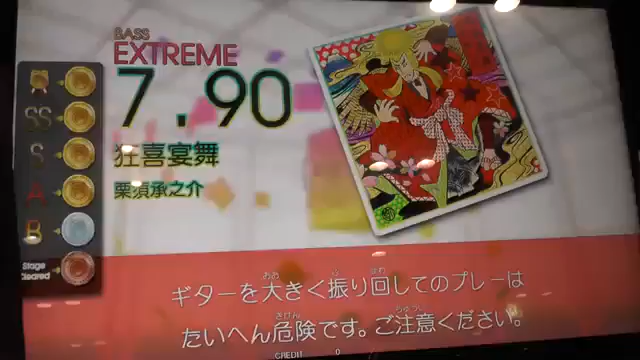 BASS
EXTREME
7.90
狂喜宴舞
栗須承之介
SS
S
A
B
Stage
Cleared
ギターを大きく振り回してのプレーは
たいへん危険です。ご注意ください。
CREDIT 0